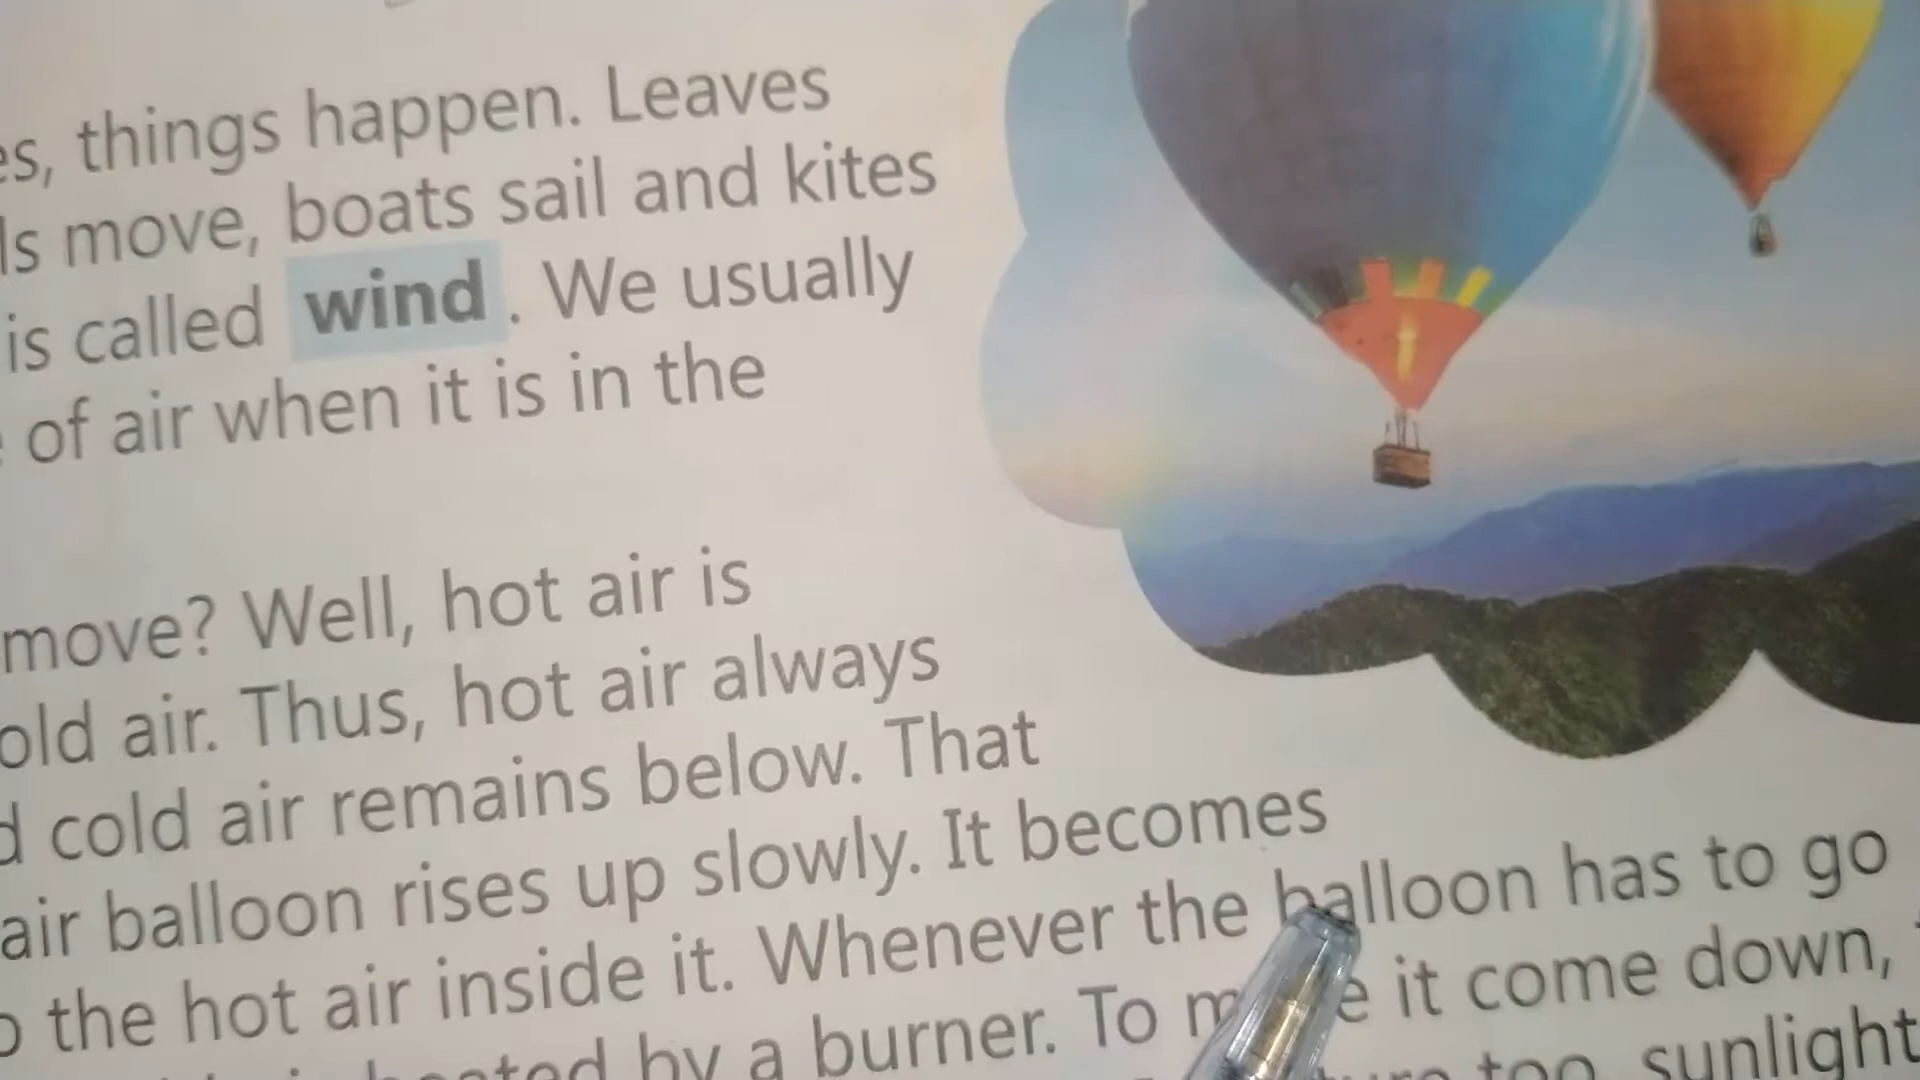 things happen. Leaves
move, boats sail and kites
is called wind. We usually
of air when it is in the
move? Well, hot air is
air. Thus, hot air always
cold air remains below. That
air balloon rises up slowly. It becomes
the hot air inside it. Whenever the balloon has to go
by a burner. To it come down,
too, sunlight